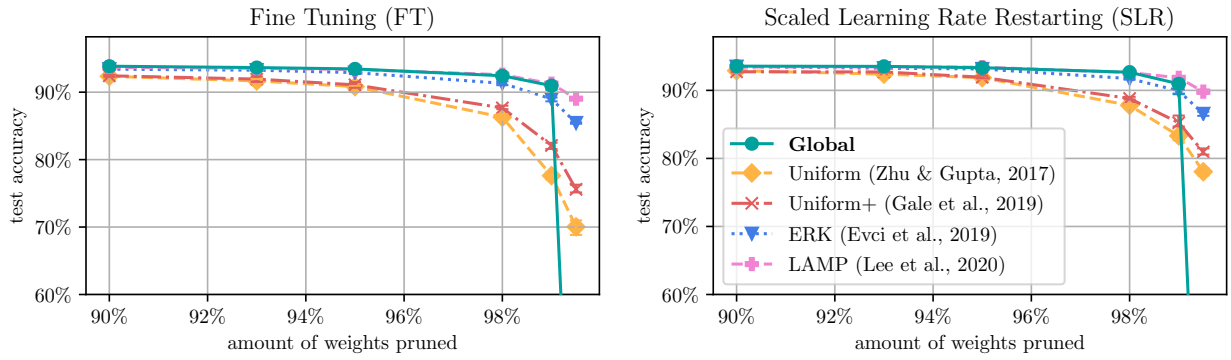 Fine Tuning (FT)
test accuracy
90%
80%
70%
60%
90%
92%
94%
96%
98%
amount of weights pruned
Scaled Learning Rate Restarting (SLR)
test accuracy
90%
80%
70%
60%
Global
Uniform (Zhu & Gupta, 2017)
Uniform+ (Gale et al., 2019)
ERK (Evci et al., 2019)
LAMP (Lee et al., 2020)
90%
92%
94%
96%
98%
amount of weights pruned